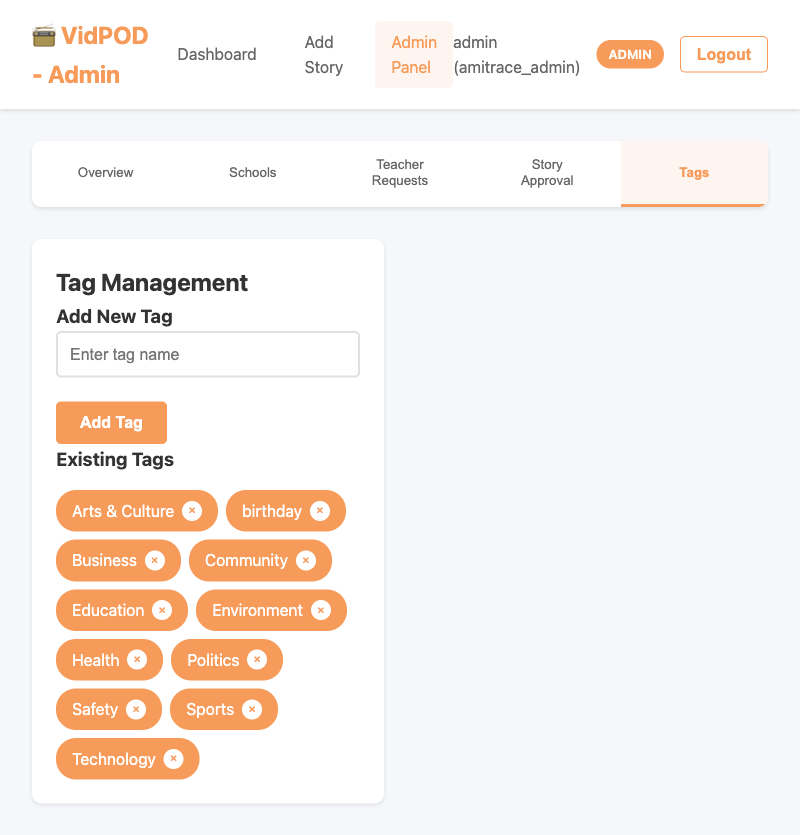 VidPOD
- Admin
Dashboard
Add
Story
Admin
Panel
admin
(amitrace_admin)
ADMIN
Logout
Overview
Schools
Teacher
Requests
Story
Approval
Tags
Tag Management
Add New Tag
Enter tag name
Add Tag
Existing Tags
Arts & Culture × birthday ×
Business × Community ×
Education × Environment ×
Health × Politics ×
Safety × Sports ×
Technology ×